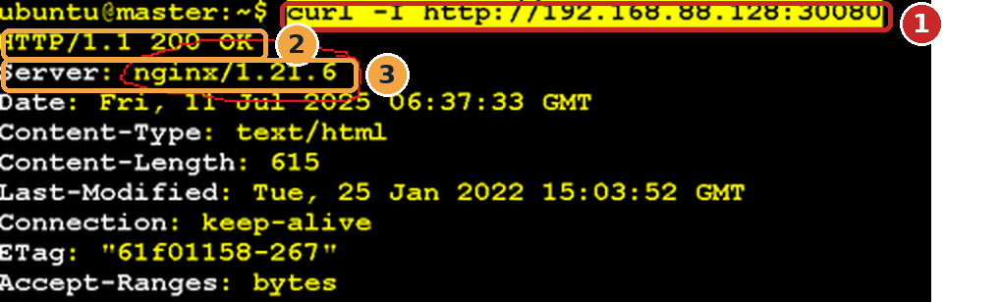 ubuntu@master:~$ curl -I http://192.168.88.128:30080
1
HTTP/1.1 200 OK
2
Server: nginx/1.21.6
3
Date: Fri, 11 Jul 2025 06:37:33 GMT
Content-Type: text/html
Content-Length: 615
Last-Modified: Tue, 25 Jan 2022 15:03:52 GMT
Connection: keep-alive
ETag: "61f01158-267"
Accept-Ranges: bytes